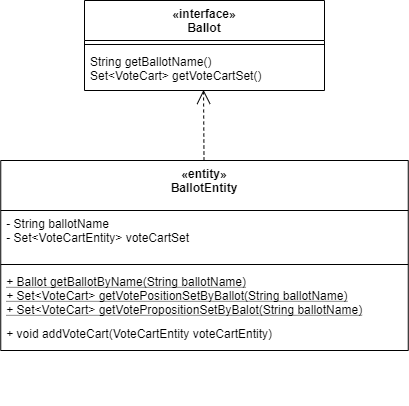 «interface»
Ballot
String getBallotName()
Set<VoteCart> getVoteCartSet()
«entity»
BallotEntity
- String ballotName
- Set<VoteCartEntity> voteCartSet
+ Ballot getBallotByName(String ballotName)
+ Set<VoteCart> getVotePositionSetByBallot(String ballotName)
+ Set<VoteCart> getVotePropositionSetByBalot(String ballotName)
+ void addVoteCart(VoteCartEntity voteCartEntity)